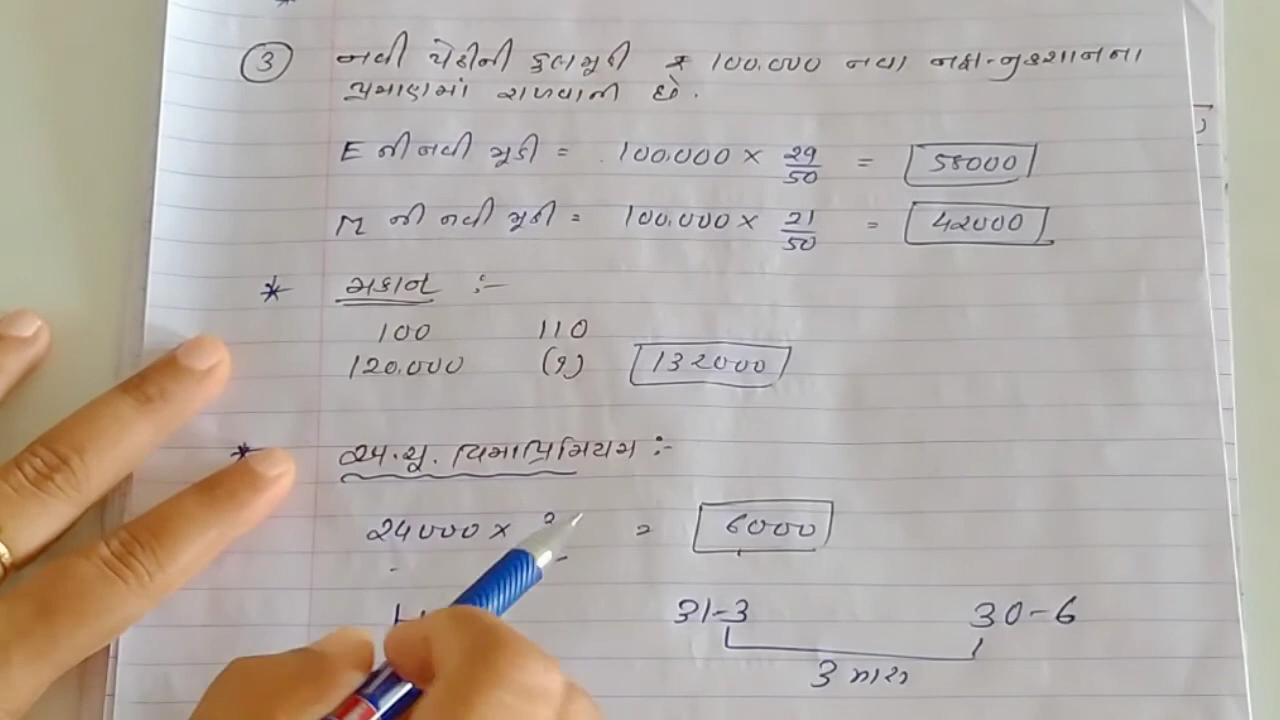 ③ નવી પેઢીની કુલ મૂડી ₹ 100,000 નવા નફા-નુકશાનના
પ્રમાણમાં રાખવાની છે.
E ની નવી મૂડી = 100,000 × 29/50 = 58000
M ની નવી મૂડી = 100,000 × 21/50 = 42000
* મકાન :-
100 110
120,000 (?) 132000
* અ.ચૂ. વિમાપ્રિમિયમ :-
24000 × = 6000
31-3 30-6
3 માસ